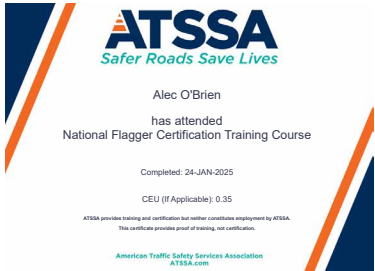 ATSSA
Safer Roads Save Lives
Alec O'Brien
has attended
National Flagger Certification Training Course
Completed: 24-JAN-2025
CEU (If Applicable): 0.35
ATSSA provides training and certification but neither constitutes employment by ATSSA.
This certificate provides proof of training, not certification.
American Traffic Safety Services Association
ATSSA.com